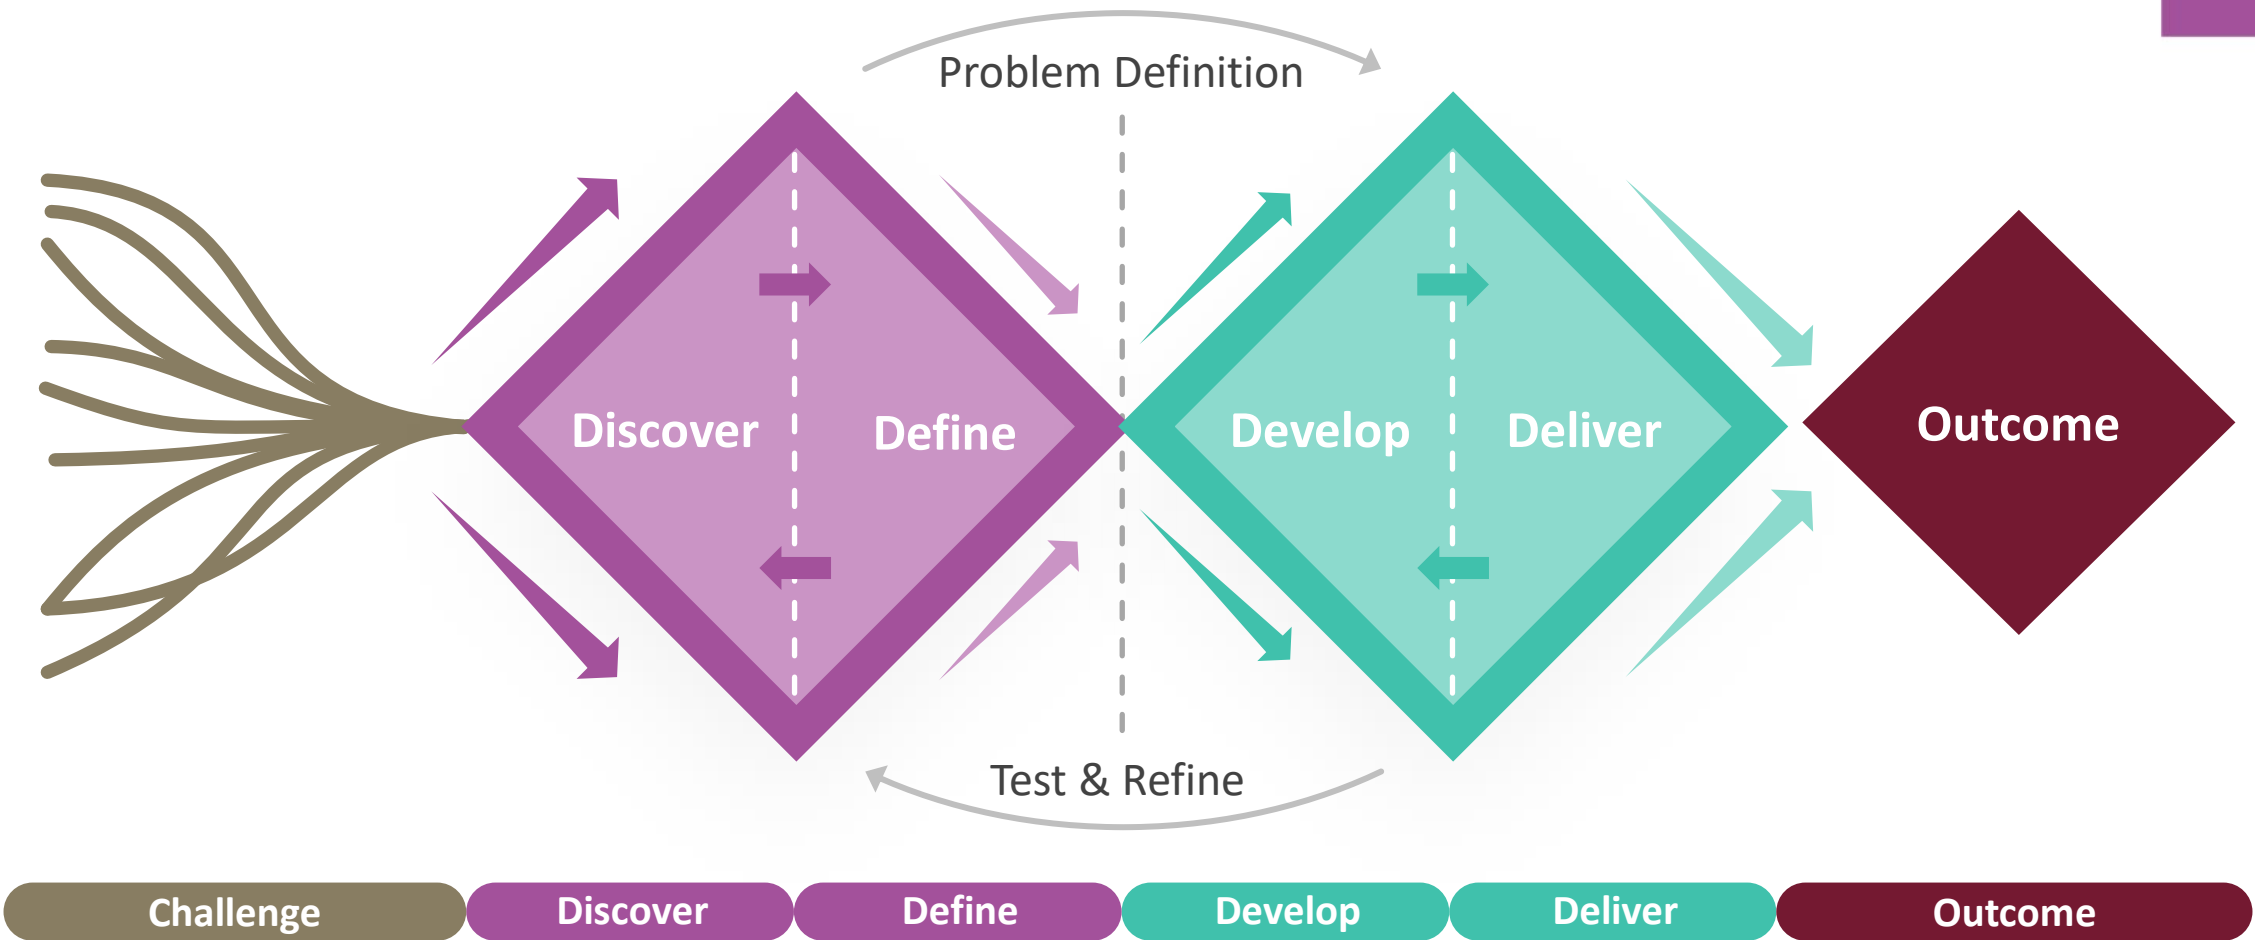 Problem Definition
Discover
Define
Develop
Deliver
Outcome
Test & Refine
Challenge
Discover
Define
Develop
Deliver
Outcome